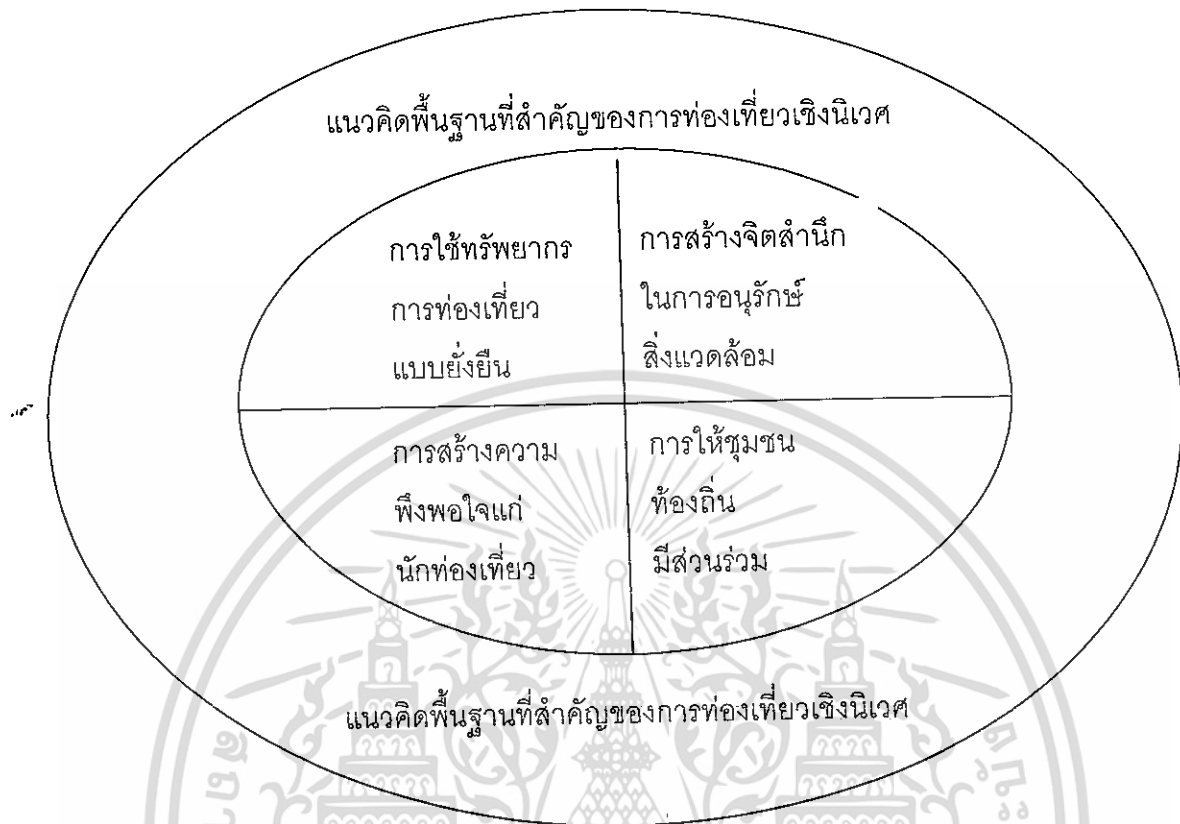 แนวคิดพื้นฐานที่สำคัญของการท่องเที่ยวเชิงนิเวศ
การใช้ทรัพยากร
การท่องเที่ยว
แบบยั่งยืน
การสร้างจิตสำนึก
ในการอนุรักษ์
สิ่งแวดล้อม
การสร้างความ
พึงพอใจแก่
นักท่องเที่ยว
การให้ชุมชน
ท้องถิ่น
มีส่วนร่วม
แนวคิดพื้นฐานที่สำคัญของการท่องเที่ยวเชิงนิเวศ